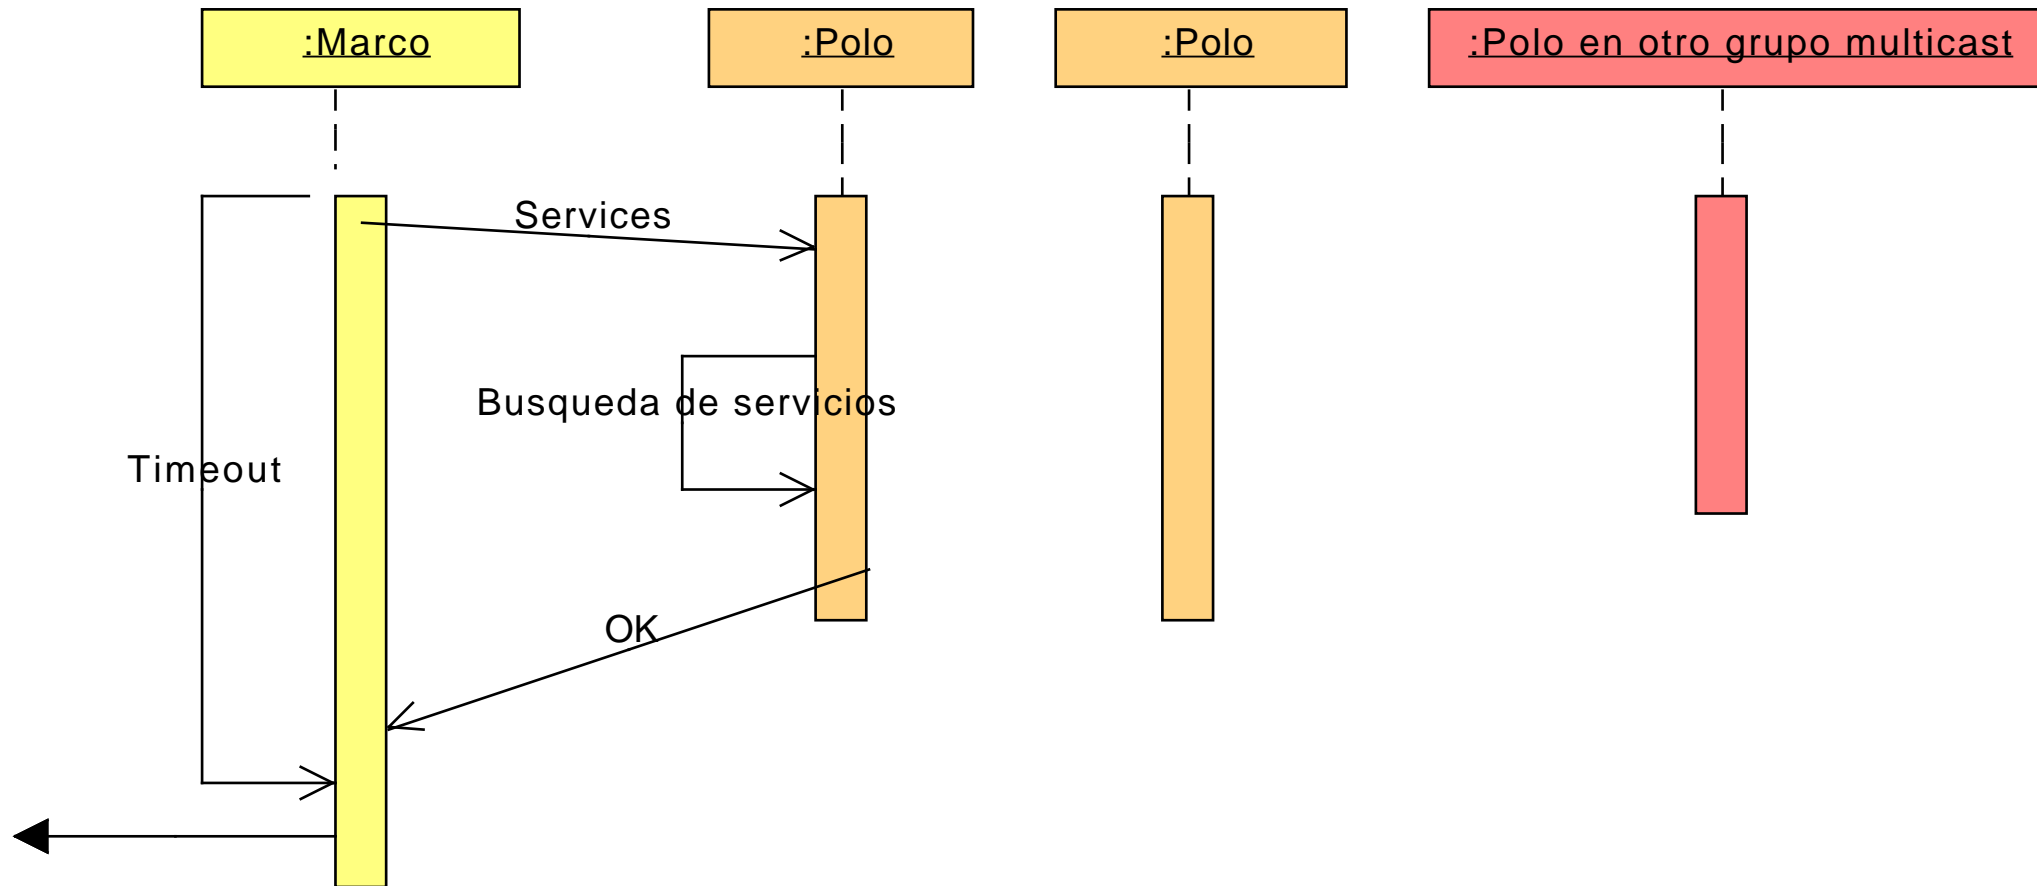 :Marco
:Polo
:Polo
:Polo en otro grupo multicast
Services
Busqueda de servicios
Timeout
OK